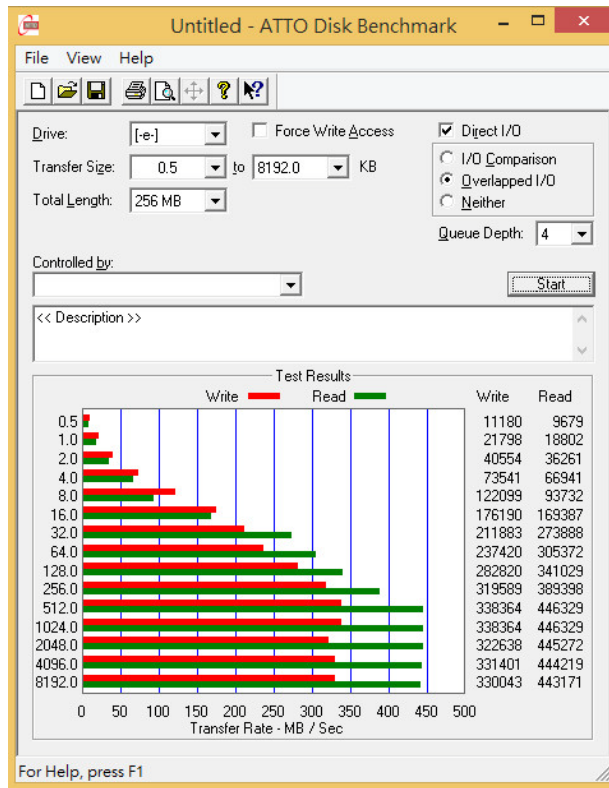 Untitled - ATTO Disk Benchmark
File View Help
Drive: [-e-] Force Write Access Direct I/O
Transfer Size: 0.5 to 8192.0 KB I/O Comparison
Overlapped I/O
Total Length: 256 MB Neither
Queue Depth: 4
Controlled by:
Start
<< Description >>
Test Results
Write Read Write Read
0.5 11180 9679
1.0 21798 18802
2.0 40554 36261
4.0 73541 66941
8.0 122099 93732
16.0 176190 169387
32.0 211883 273888
64.0 237420 305372
128.0 282820 341029
256.0 319589 389398
512.0 338364 446329
1024.0 338364 446329
2048.0 322638 445272
4096.0 331401 444219
8192.0 330043 443171
0 50 100 150 200 250 300 350 400 450 500
Transfer Rate - MB / Sec
For Help, press F1